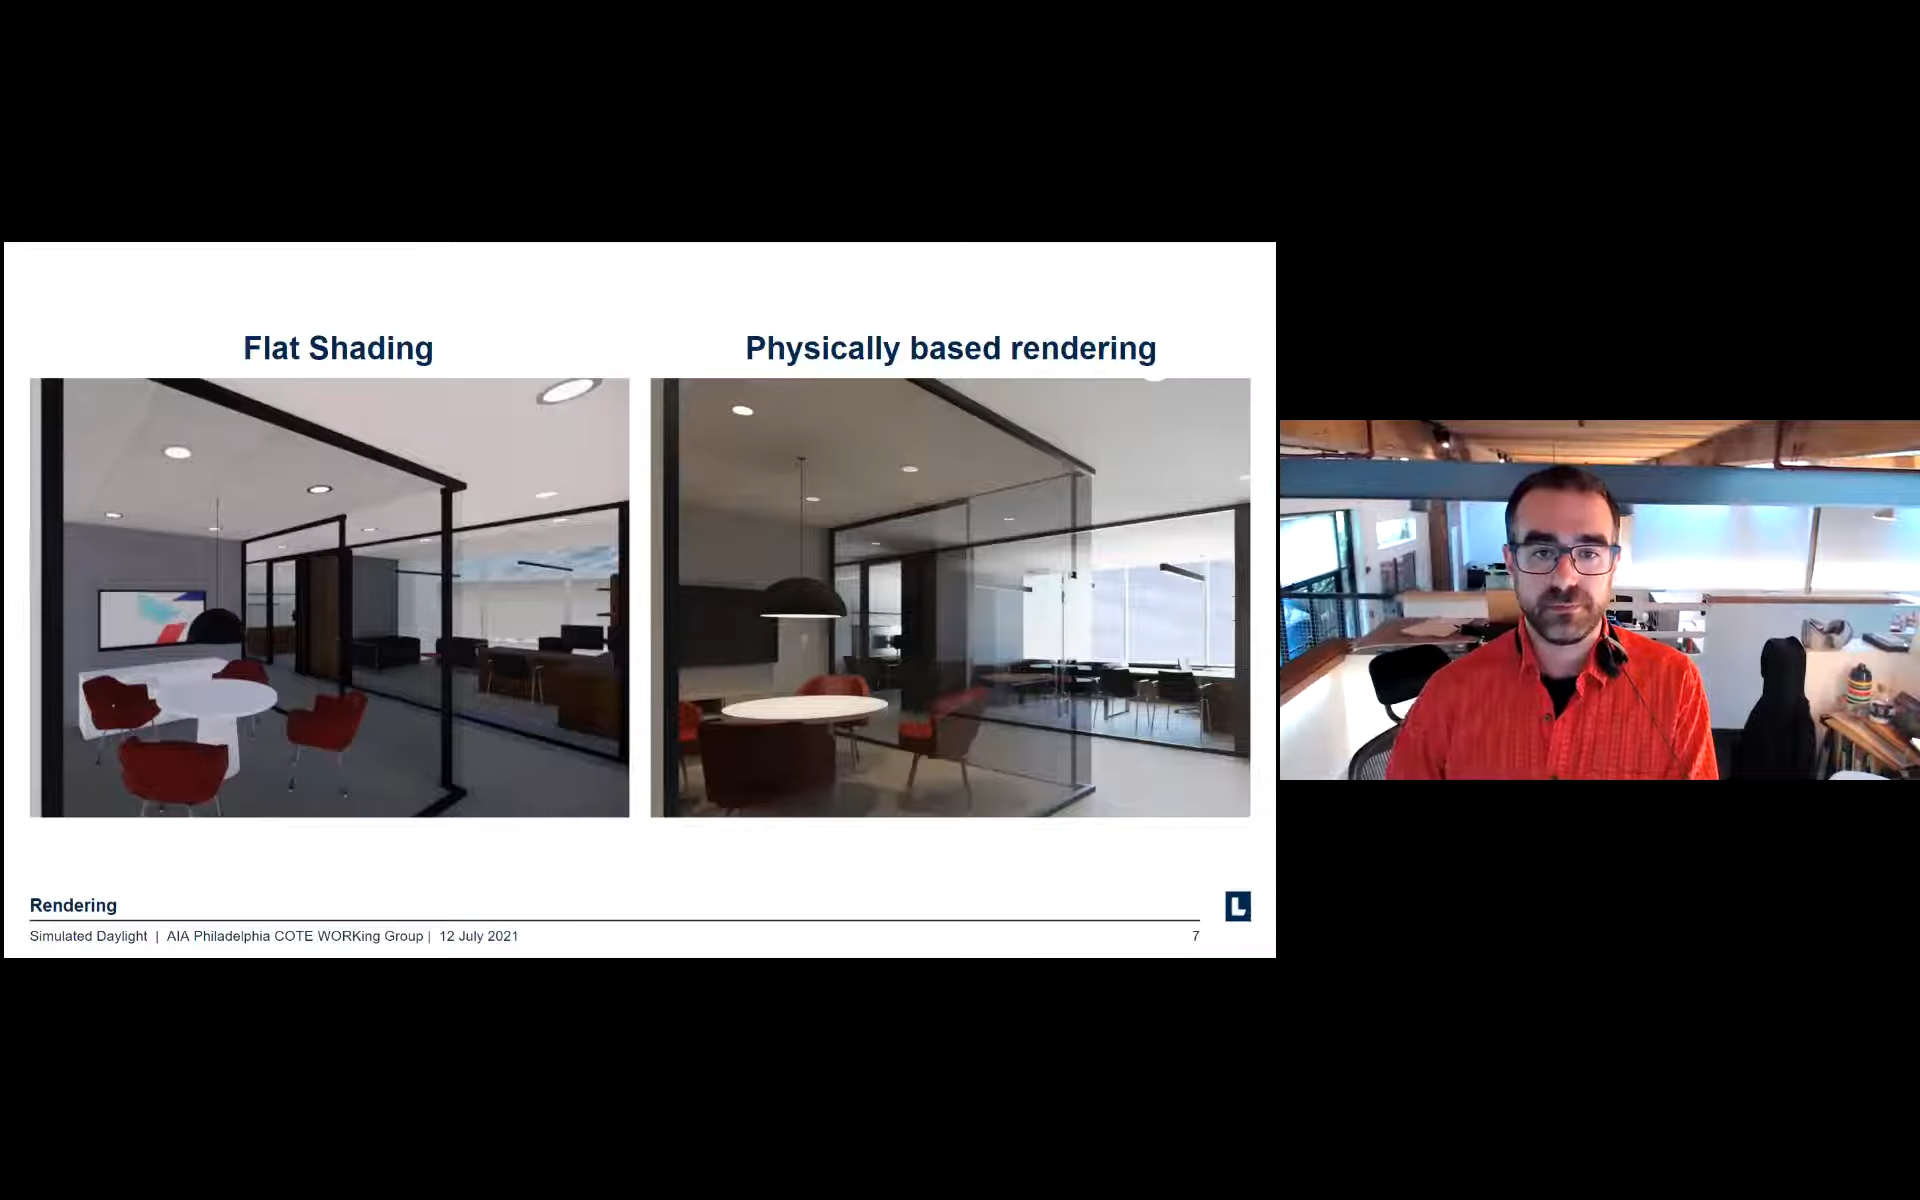 Flat Shading
Physically based rendering
Rendering
L
Simulated Daylight | AIA Philadelphia COTE WORKing Group | 12 July 2021
7